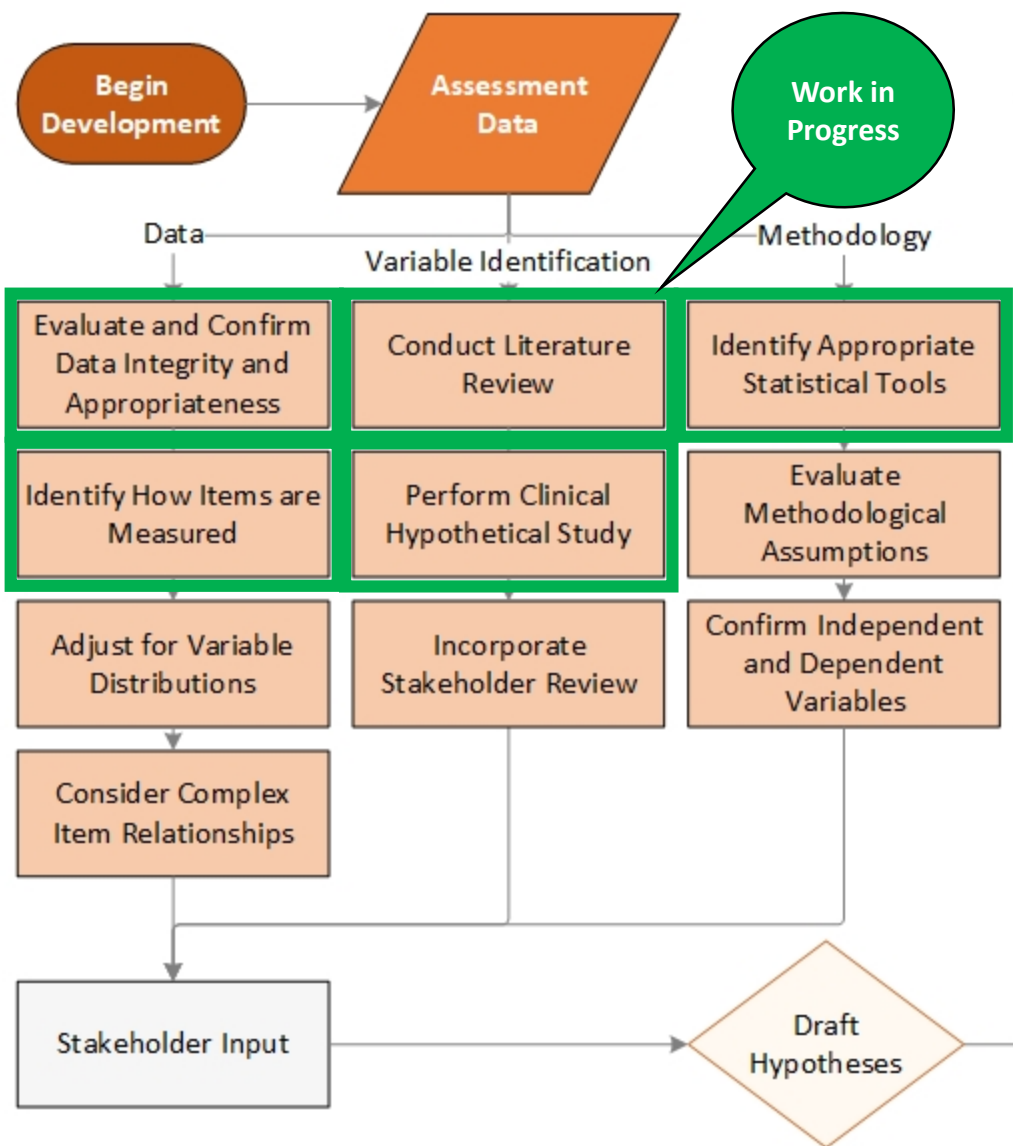 Begin
Development
Assessment
Data
Work in
Progress
Data
Variable Identification
Methodology
Evaluate and Confirm
Data Integrity and
Appropriateness
Conduct Literature
Review
Identify Appropriate
Statistical Tools
Identify How Items are
Measured
Perform Clinical
Hypothetical Study
Evaluate
Methodological
Assumptions
Adjust for Variable
Distributions
Incorporate
Stakeholder Review
Confirm Independent
and Dependent
Variables
Consider Complex
Item Relationships
Stakeholder Input
Draft
Hypotheses